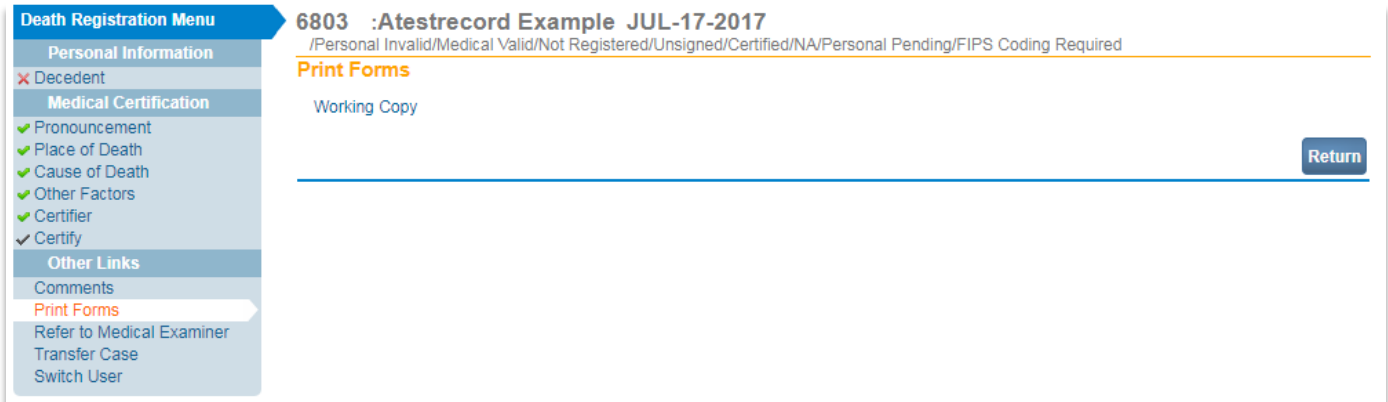 Death Registration Menu
Personal Information
Decedent
Medical Certification
Pronouncement
Place of Death
Cause of Death
Other Factors
Certifier
Certify
Other Links
Comments
Print Forms
Refer to Medical Examiner
Transfer Case
Switch User
6803 :Atestrecord Example JUL-17-2017
/Personal Invalid/Medical Valid/Not Registered/Unsigned/Certified/NA/Personal Pending/FIPS Coding Required
Print Forms
Working Copy
Return